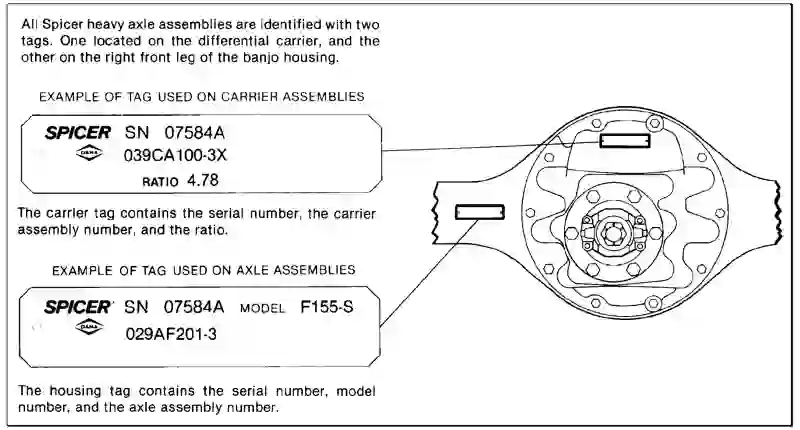 All Spicer heavy axle assemblies are identified with two
tags. One located on the differential carrier, and the
other on the right front leg of the banjo housing.
EXAMPLE OF TAG USED ON CARRIER ASSEMBLIES
SPICER SN 07584A
DANA
039CA100-3X
RATIO 4.78
The carrier tag contains the serial number, the carrier
assembly number, and the ratio.
EXAMPLE OF TAG USED ON AXLE ASSEMBLIES
SPICER SN 07584A MODEL F155-S
DANA
029AF201-3
The housing tag contains the serial number, model
number, and the axle assembly number.